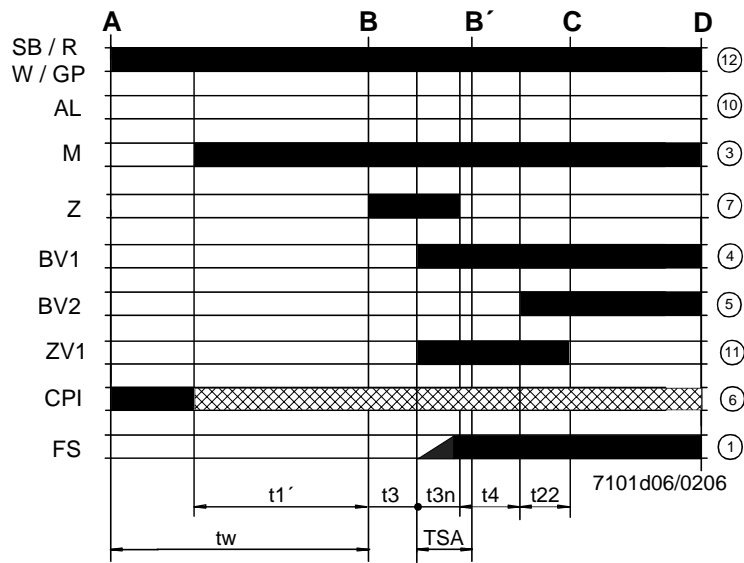 A B B´ C D
SB / R
W / GP 12
AL 10
M 3
Z 7
BV1 4
BV2 5
ZV1 11
CPI 6
FS 1
7101d06/0206
t1´ t3 t3n t4 t22
tw TSA